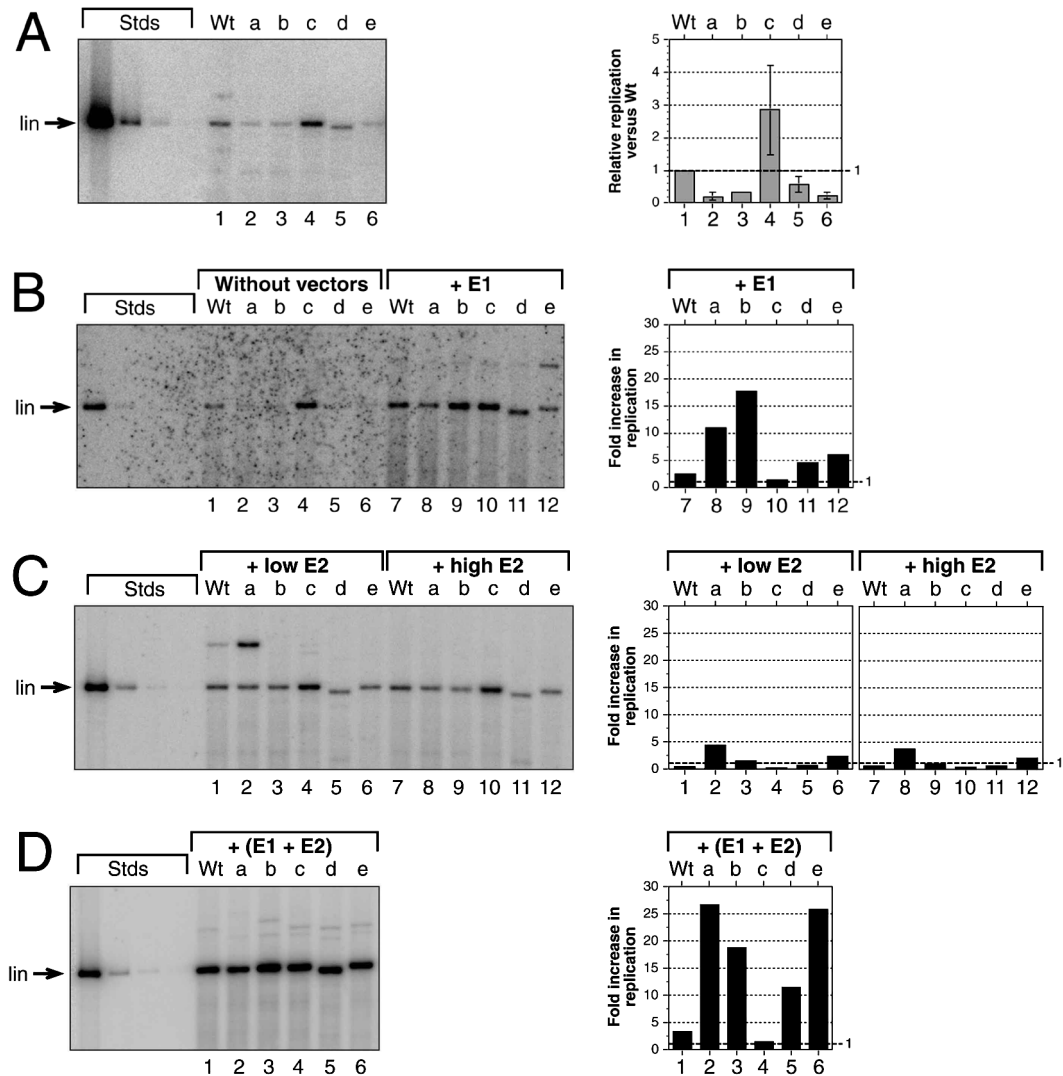 A
Stds Wt a b c d e
lin
1 2 3 4 5 6
Wt a b c d e
Relative replication
versus Wt
5
4
3
2
1
0
1
1 2 3 4 5 6
B
Stds
Without vectors + E1
Wt a b c d e Wt a b c d e
lin
1 2 3 4 5 6 7 8 9 10 11 12
+ E1
Wt a b c d e
Fold increase in
replication
30
25
20
15
10
5
0
1
7 8 9 10 11 12
C
Stds
+ low E2 + high E2
Wt a b c d e Wt a b c d e
lin
1 2 3 4 5 6 7 8 9 10 11 12
+ low E2 + high E2
Wt a b c d e Wt a b c d e
Fold increase in
replication
30
25
20
15
10
5
0
1
1 2 3 4 5 6 7 8 9 10 11 12
D
Stds
+ (E1 + E2)
Wt a b c d e
lin
1 2 3 4 5 6
+ (E1 + E2)
Wt a b c d e
Fold increase in
replication
30
25
20
15
10
5
0
1
1 2 3 4 5 6